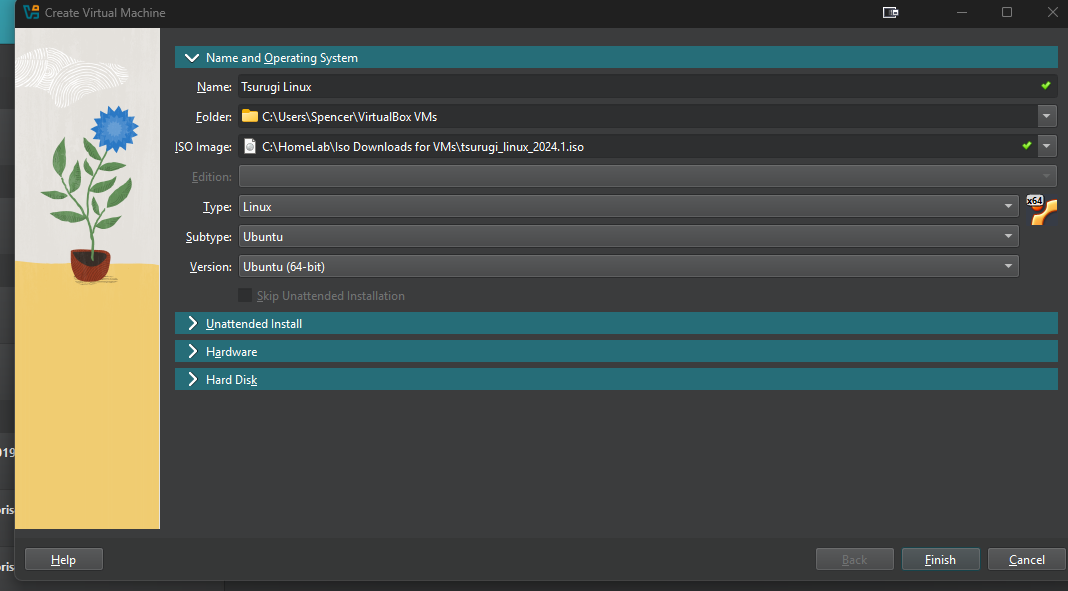 Create Virtual Machine
Name and Operating System
Name: Tsurugi Linux
Folder: C:\Users\Spencer\VirtualBox VMs
ISO Image: C:\HomeLab\Iso Downloads for VMs\tsurugi_linux_2024.1.iso
Edition:
Type: Linux
x64
Subtype: Ubuntu
Version: Ubuntu (64-bit)
Skip Unattended Installation
Unattended Install
Hardware
Hard Disk
019
oris
oris
Help Back Finish Cancel